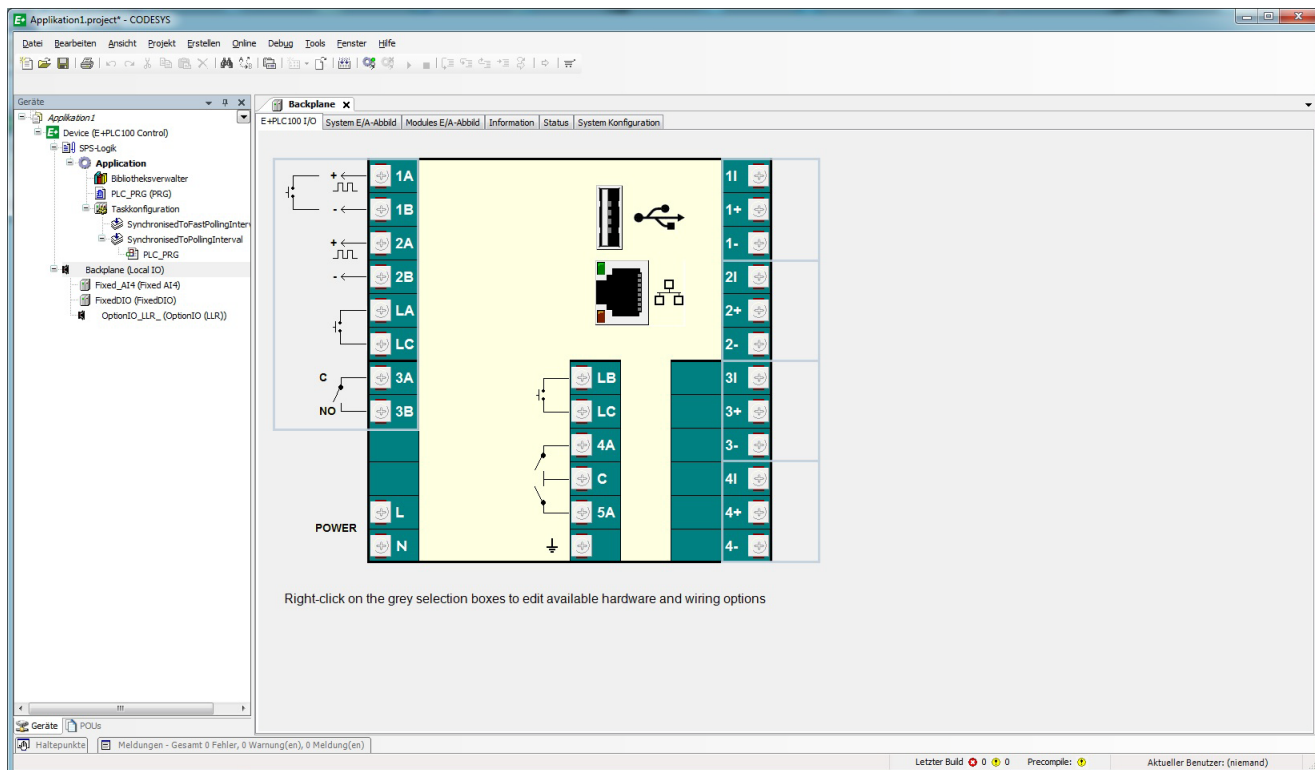 Applikation1.project* - CODESYS
Datei Bearbeiten Ansicht Projekt Erstellen Online Debug Tools Fenster Hilfe
Geräte
Backplane
Applikation1
E+PLC100 I/O System E/A-Abbild Modules E/A-Abbild Information Status System Konfiguration
Device (E+PLC100 Control)
SPS-Logik
Application
Bibliotheksverwalter
PLC_PRG (PRG)
Taskkonfiguration
SynchronisedToFastPollingInter
SynchronisedToPollingInterval
PLC_PRG
Backplane (Local IO)
Fixed_AI4 (Fixed AI4)
FixedDIO (FixedDIO)
OptionIO_LLR_ (OptionIO (LLR))
+ 1A 1I
- 1B 1+
+ 2A 1-
- 2B 2I
LA 2+
LC 2-
C 3A LB 3I
NO 3B LC 3+
4A 3-
C 4I
L 5A 4+
POWER
N 4-
Right-click on the grey selection boxes to edit available hardware and wiring options
Geräte POUs
Haltepunkte Meldungen - Gesamt 0 Fehler, 0 Warnung(en), 0 Meldung(en)
Letzter Build 0 0 Precompile: Aktueller Benutzer: (niemand)